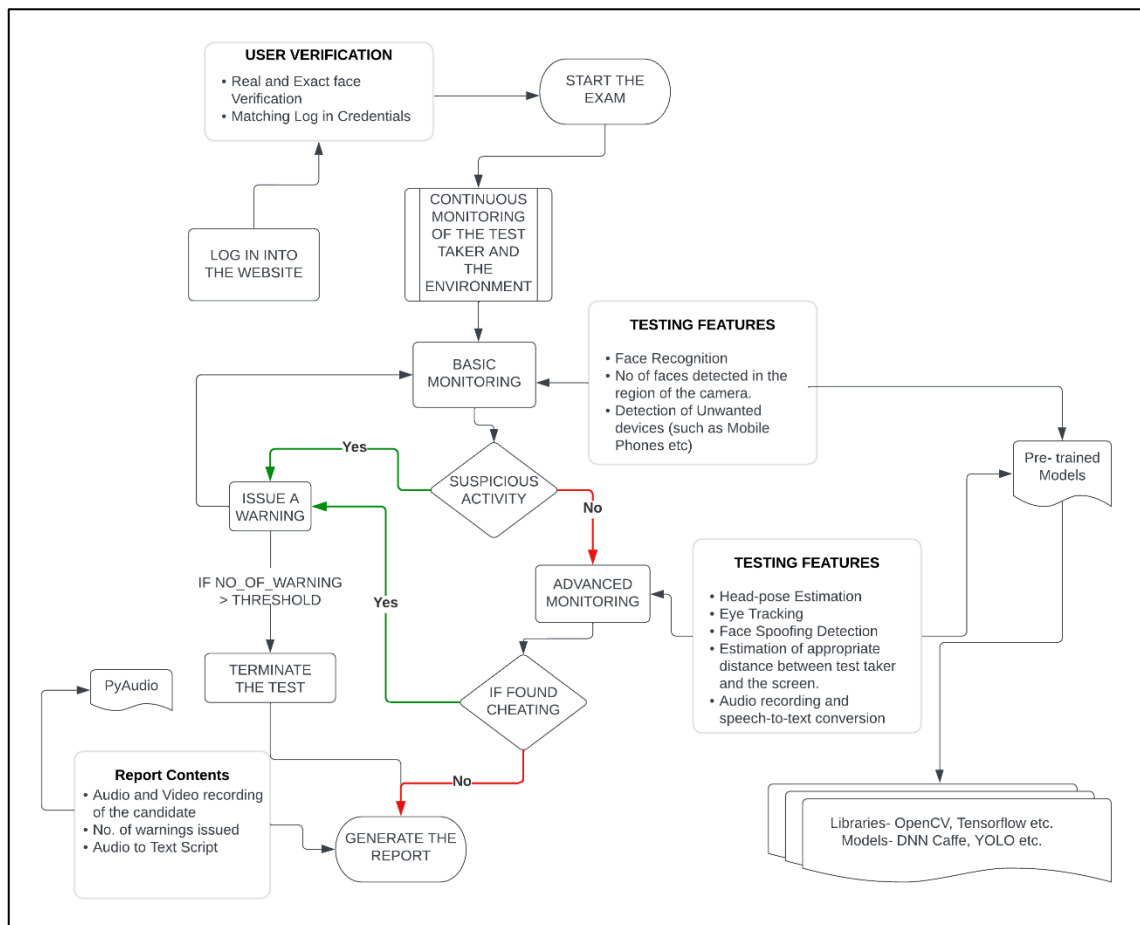 USER VERIFICATION
• Real and Exact face
Verification
• Matching Log in Credentials
START THE
EXAM
LOG IN INTO
THE WEBSITE
CONTINUOUS
MONITORING
OF THE TEST
TAKER AND
THE
ENVIRONMENT
BASIC
MONITORING
TESTING FEATURES
• Face Recognition
• No of faces detected in the
region of the camera.
• Detection of Unwanted
devices (such as Mobile
Phones etc)
Pre- trained
Models
Yes
SUSPICIOUS
ACTIVITY
No
ISSUE A
WARNING
IF NO_OF_WARNING
> THRESHOLD
Yes
ADVANCED
MONITORING
TESTING FEATURES
• Head-pose Estimation
• Eye Tracking
• Face Spoofing Detection
• Estimation of appropriate
distance between test taker
and the screen.
• Audio recording and
speech-to-text conversion
TERMINATE
THE TEST
IF FOUND
CHEATING
No
PyAudio
Report Contents
• Audio and Video recording
of the candidate
• No. of warnings issued
• Audio to Text Script
GENERATE THE
REPORT
Libraries- OpenCV, Tensorflow etc.
Models- DNN Caffe, YOLO etc.